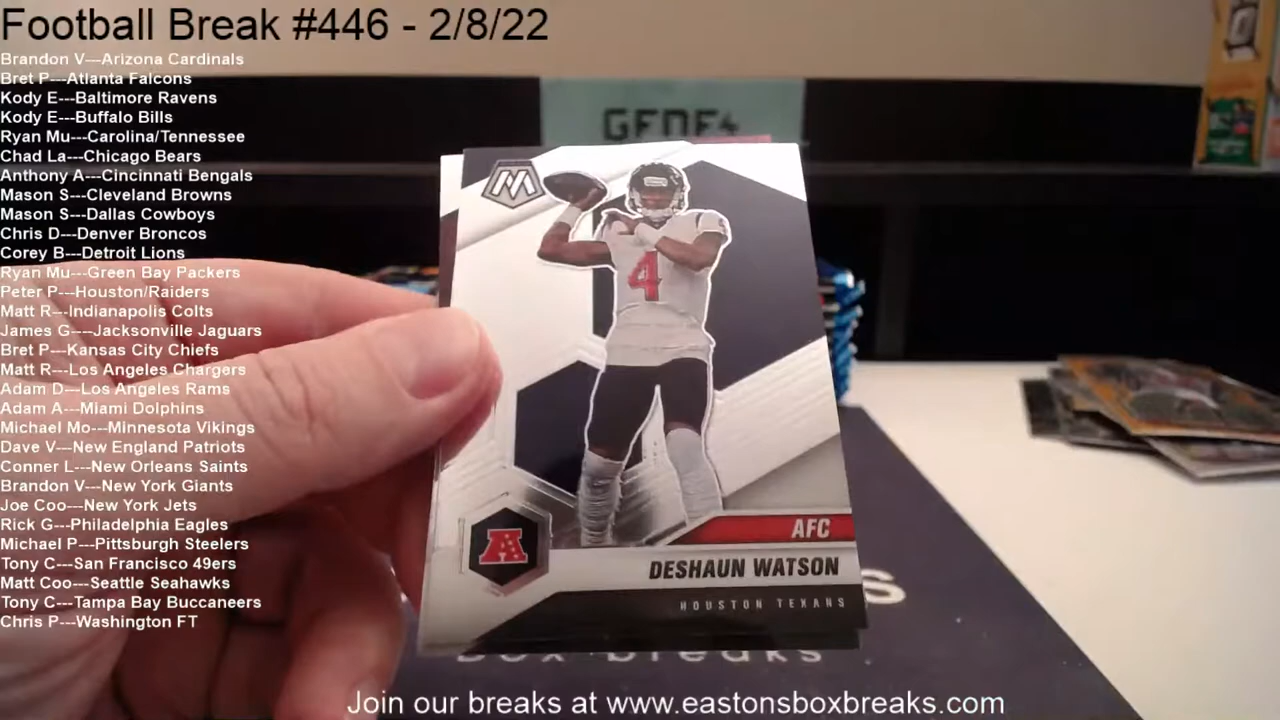 Football Break #446 - 2/8/22
Brandon V---Arizona Cardinals
Bret P---Atlanta Falcons
Kody E---Baltimore Ravens
Kody E---Buffalo Bills
Ryan Mu---Carolina/Tennessee
Chad La---Chicago Bears
Anthony A---Cincinnati Bengals
Mason S---Cleveland Browns
Mason S---Dallas Cowboys
Chris D---Denver Broncos
Corey B---Detroit Lions
Ryan Mu---Green Bay Packers
Peter P---Houston/Raiders
Matt R---Indianapolis Colts
James G----Jacksonville Jaguars
Bret P---Kansas City Chiefs
Matt R---Los Angeles Chargers
Adam D---Los Angeles Rams
Adam A---Miami Dolphins
Michael Mo---Minnesota Vikings
Dave V---New England Patriots
Conner L---New Orleans Saints
Brandon V---New York Giants
Joe Coo---New York Jets
Rick G---Philadelphia Eagles
Michael P---Pittsburgh Steelers
Tony C---San Francisco 49ers
Matt Coo---Seattle Seahawks
Tony C---Tampa Bay Buccaneers
Chris P---Washington FT
M
4
A
AFC
DESHAUN WATSON
HOUSTON TEXANS
Box breaks
Join our breaks at www.eastonsboxbreaks.com